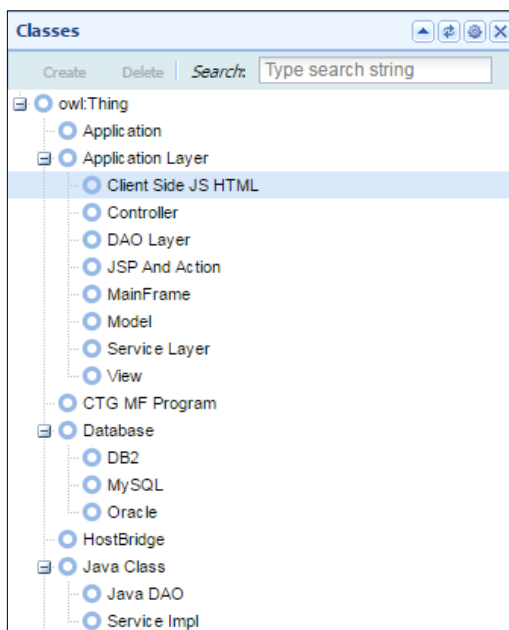 Classes
Create Delete Search: Type search string
owl:Thing
Application
Application Layer
Client Side JS HTML
Controller
DAO Layer
JSP And Action
MainFrame
Model
Service Layer
View
CTG MF Program
Database
DB2
MySQL
Oracle
HostBridge
Java Class
Java DAO
Service Impl